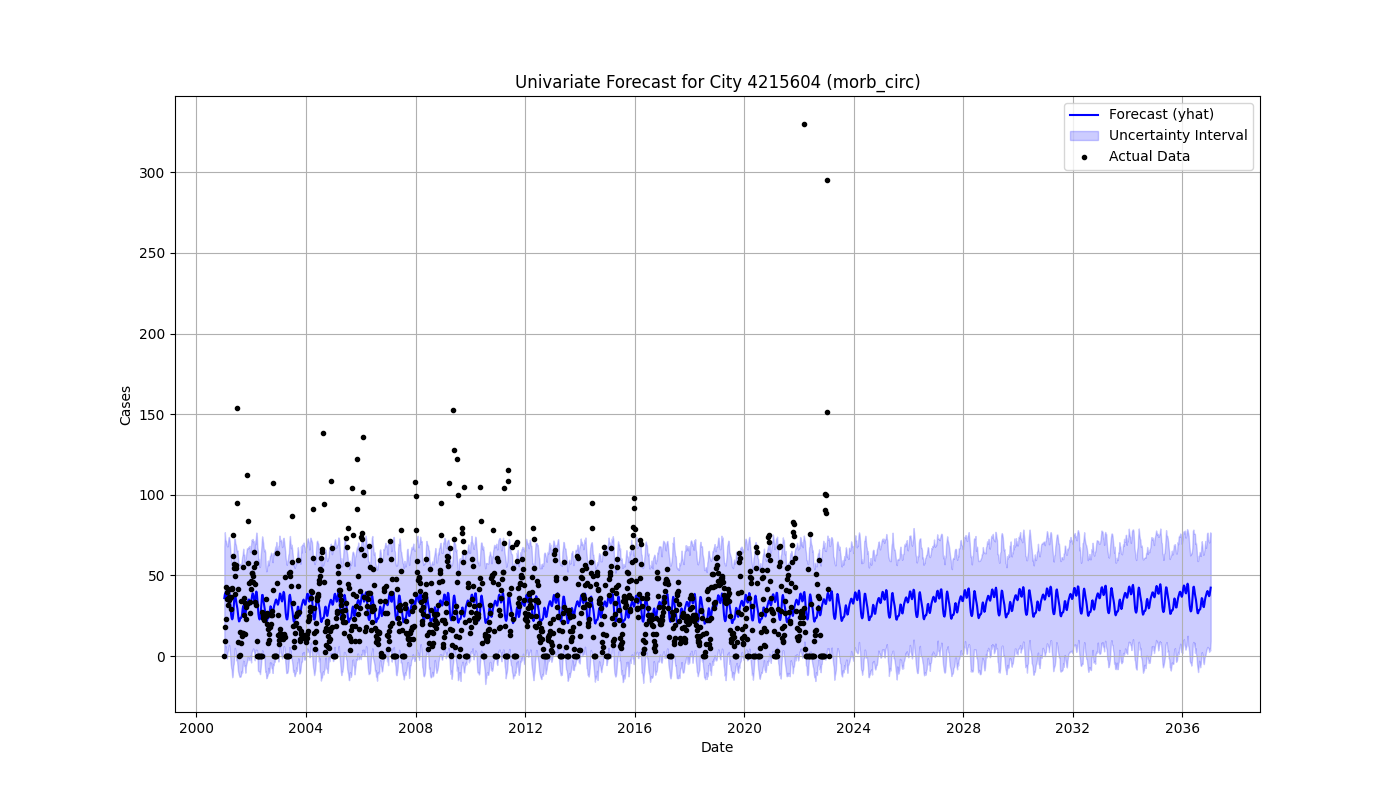 Univariate Forecast for City 4215604 (morb_circ)
Forecast (yhat)
Uncertainty Interval
Actual Data
Cases
300
250
200
150
100
50
0
2000 2004 2008 2012 2016 2020 2024 2028 2032 2036
Date